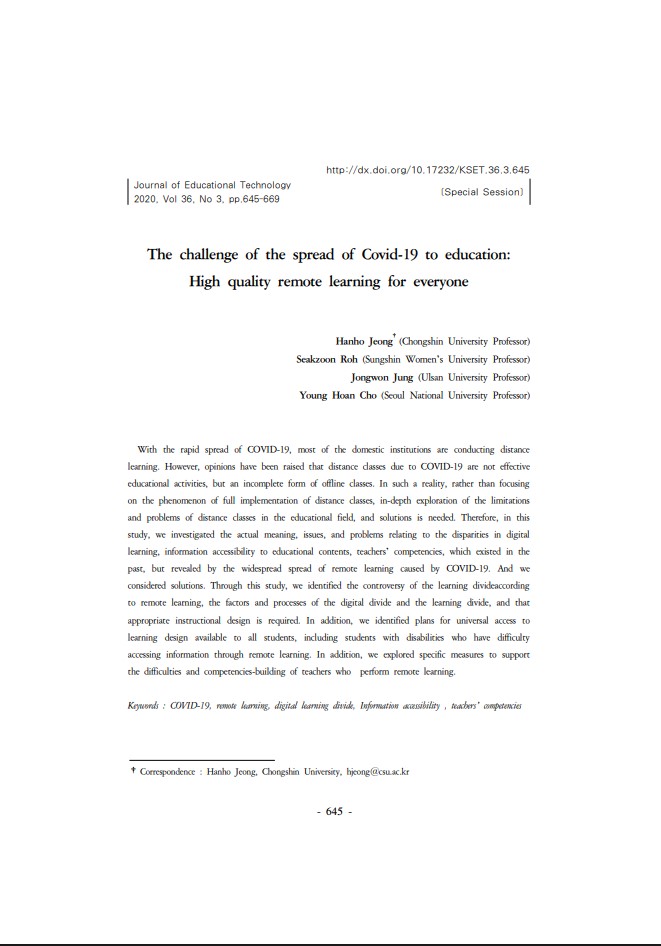 http://dx.doi.org/10.17232/KSET.36.3.645
Journal of Educational Technology
2020, Vol 36, No 3, pp.645-669
(Special Session)
The challenge of the spread of Covid-19 to education:
High quality remote learning for everyone
Hanho Jeong† (Chongshin University Professor)
Seakzoon Roh (Sungshin Women's University Professor)
Jongwon Jung (Ulsan University Professor)
Young Hoan Cho (Seoul National University Professor)
With the rapid spread of COVID-19, most of the domestic institutions are conducting distance
learning. However, opinions have been raised that distance classes due to COVID-19 are not effective
educational activities, but an incomplete form of offline classes. In such a reality, rather than focusing
on the phenomenon of full implementation of distance classes, in-depth exploration of the limitations
and problems of distance classes in the educational field, and solutions is needed. Therefore, in this
study, we investigated the actual meaning, issues, and problems relating to the disparities in digital
learning, information accessibility to educational contents, teachers' competencies, which existed in the
past, but revealed by the widespread spread of remote learning caused by COVID-19. And we
considered solutions. Through this study, we identified the controversy of the learning divideaccording
to remote learning, the factors and processes of the digital divide and the learning divide, and that
appropriate instructional design is required. In addition, we identified plans for universal access to
learning design available to all students, including students with disabilities who have difficulty
accessing information through remote learning. In addition, we explored specific measures to support
the difficulties and competencies-building of teachers who perform remote learning.
Keywords : COVID-19, remote learning, digital learning divide, Information accessibility , teachers' competencies
† Correspondence : Hanho Jeong, Chongshin University, hjeong@csu.ac.kr
- 645 -